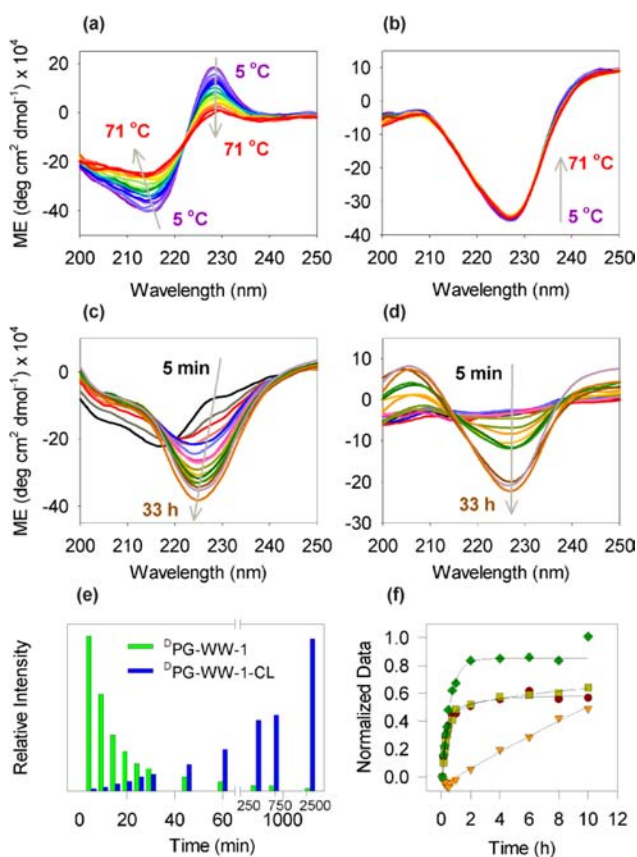 (a)
ME (deg cm² dmol⁻¹) x 10⁴
20
0
-20
-40
5 °C
71 °C
71 °C
5 °C
200 210 220 230 240 250
Wavelength (nm)
(b)
10
0
-10
-20
-30
-40
71 °C
5 °C
200 210 220 230 240 250
Wavelength (nm)
(c)
ME (deg cm² dmol⁻¹) x 10⁴
0
-20
-40
5 min
33 h
200 210 220 230 240 250
Wavelength (nm)
(d)
10
0
-10
-20
-30
5 min
33 h
200 210 220 230 240 250
Wavelength (nm)
(e)
Relative Intensity
ᴰPG-WW-1
ᴰPG-WW-1-CL
0 20 40 60 250 750 1000 2500
Time (min)
(f)
Normalized Data
1.0
0.8
0.6
0.4
0.2
0.0
0 2 4 6 8 10
Time (h)